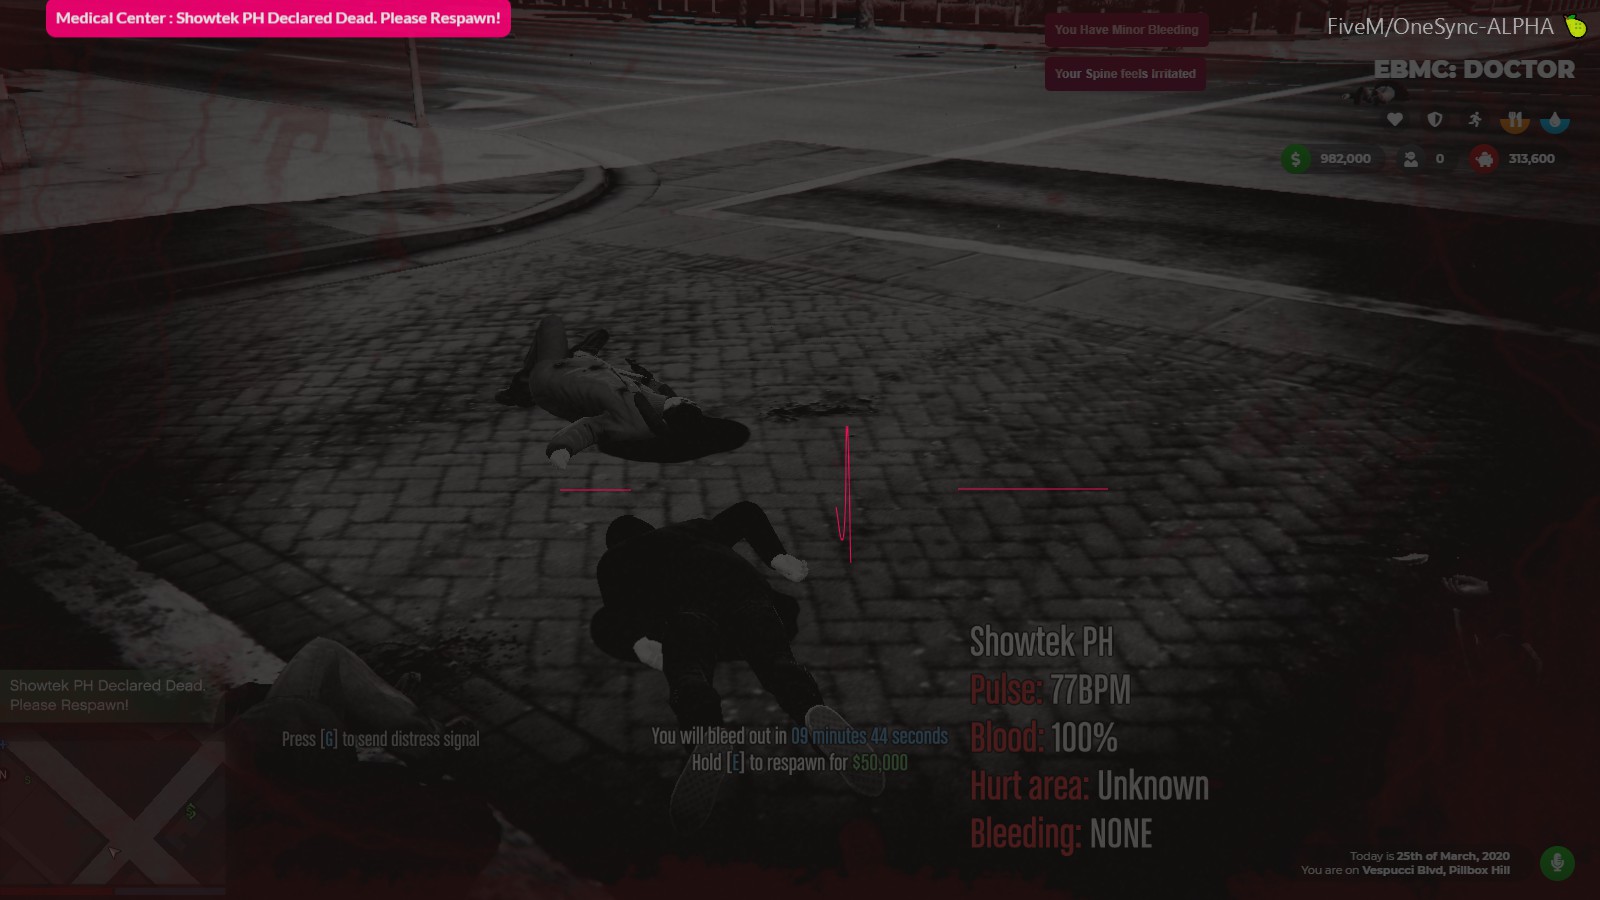 Medical Center : Showtek PH Declared Dead. Please Respawn!
You Have Minor Bleeding
Your Spine feels Irritated
FiveM/OneSync-ALPHA
EBMC: DOCTOR
$ 982,000 0 313,600
Showtek PH Declared Dead.
Please Respawn!
N
S
$
Press [G] to send distress signal
You will bleed out in 09 minutes 44 seconds
Hold [E] to respawn for $50,000
Showtek PH
Pulse: 77BPM
Blood: 100%
Hurt area: Unknown
Bleeding: NONE
Today is 25th of March, 2020
You are on Vespucci Blvd, Pillbox Hill